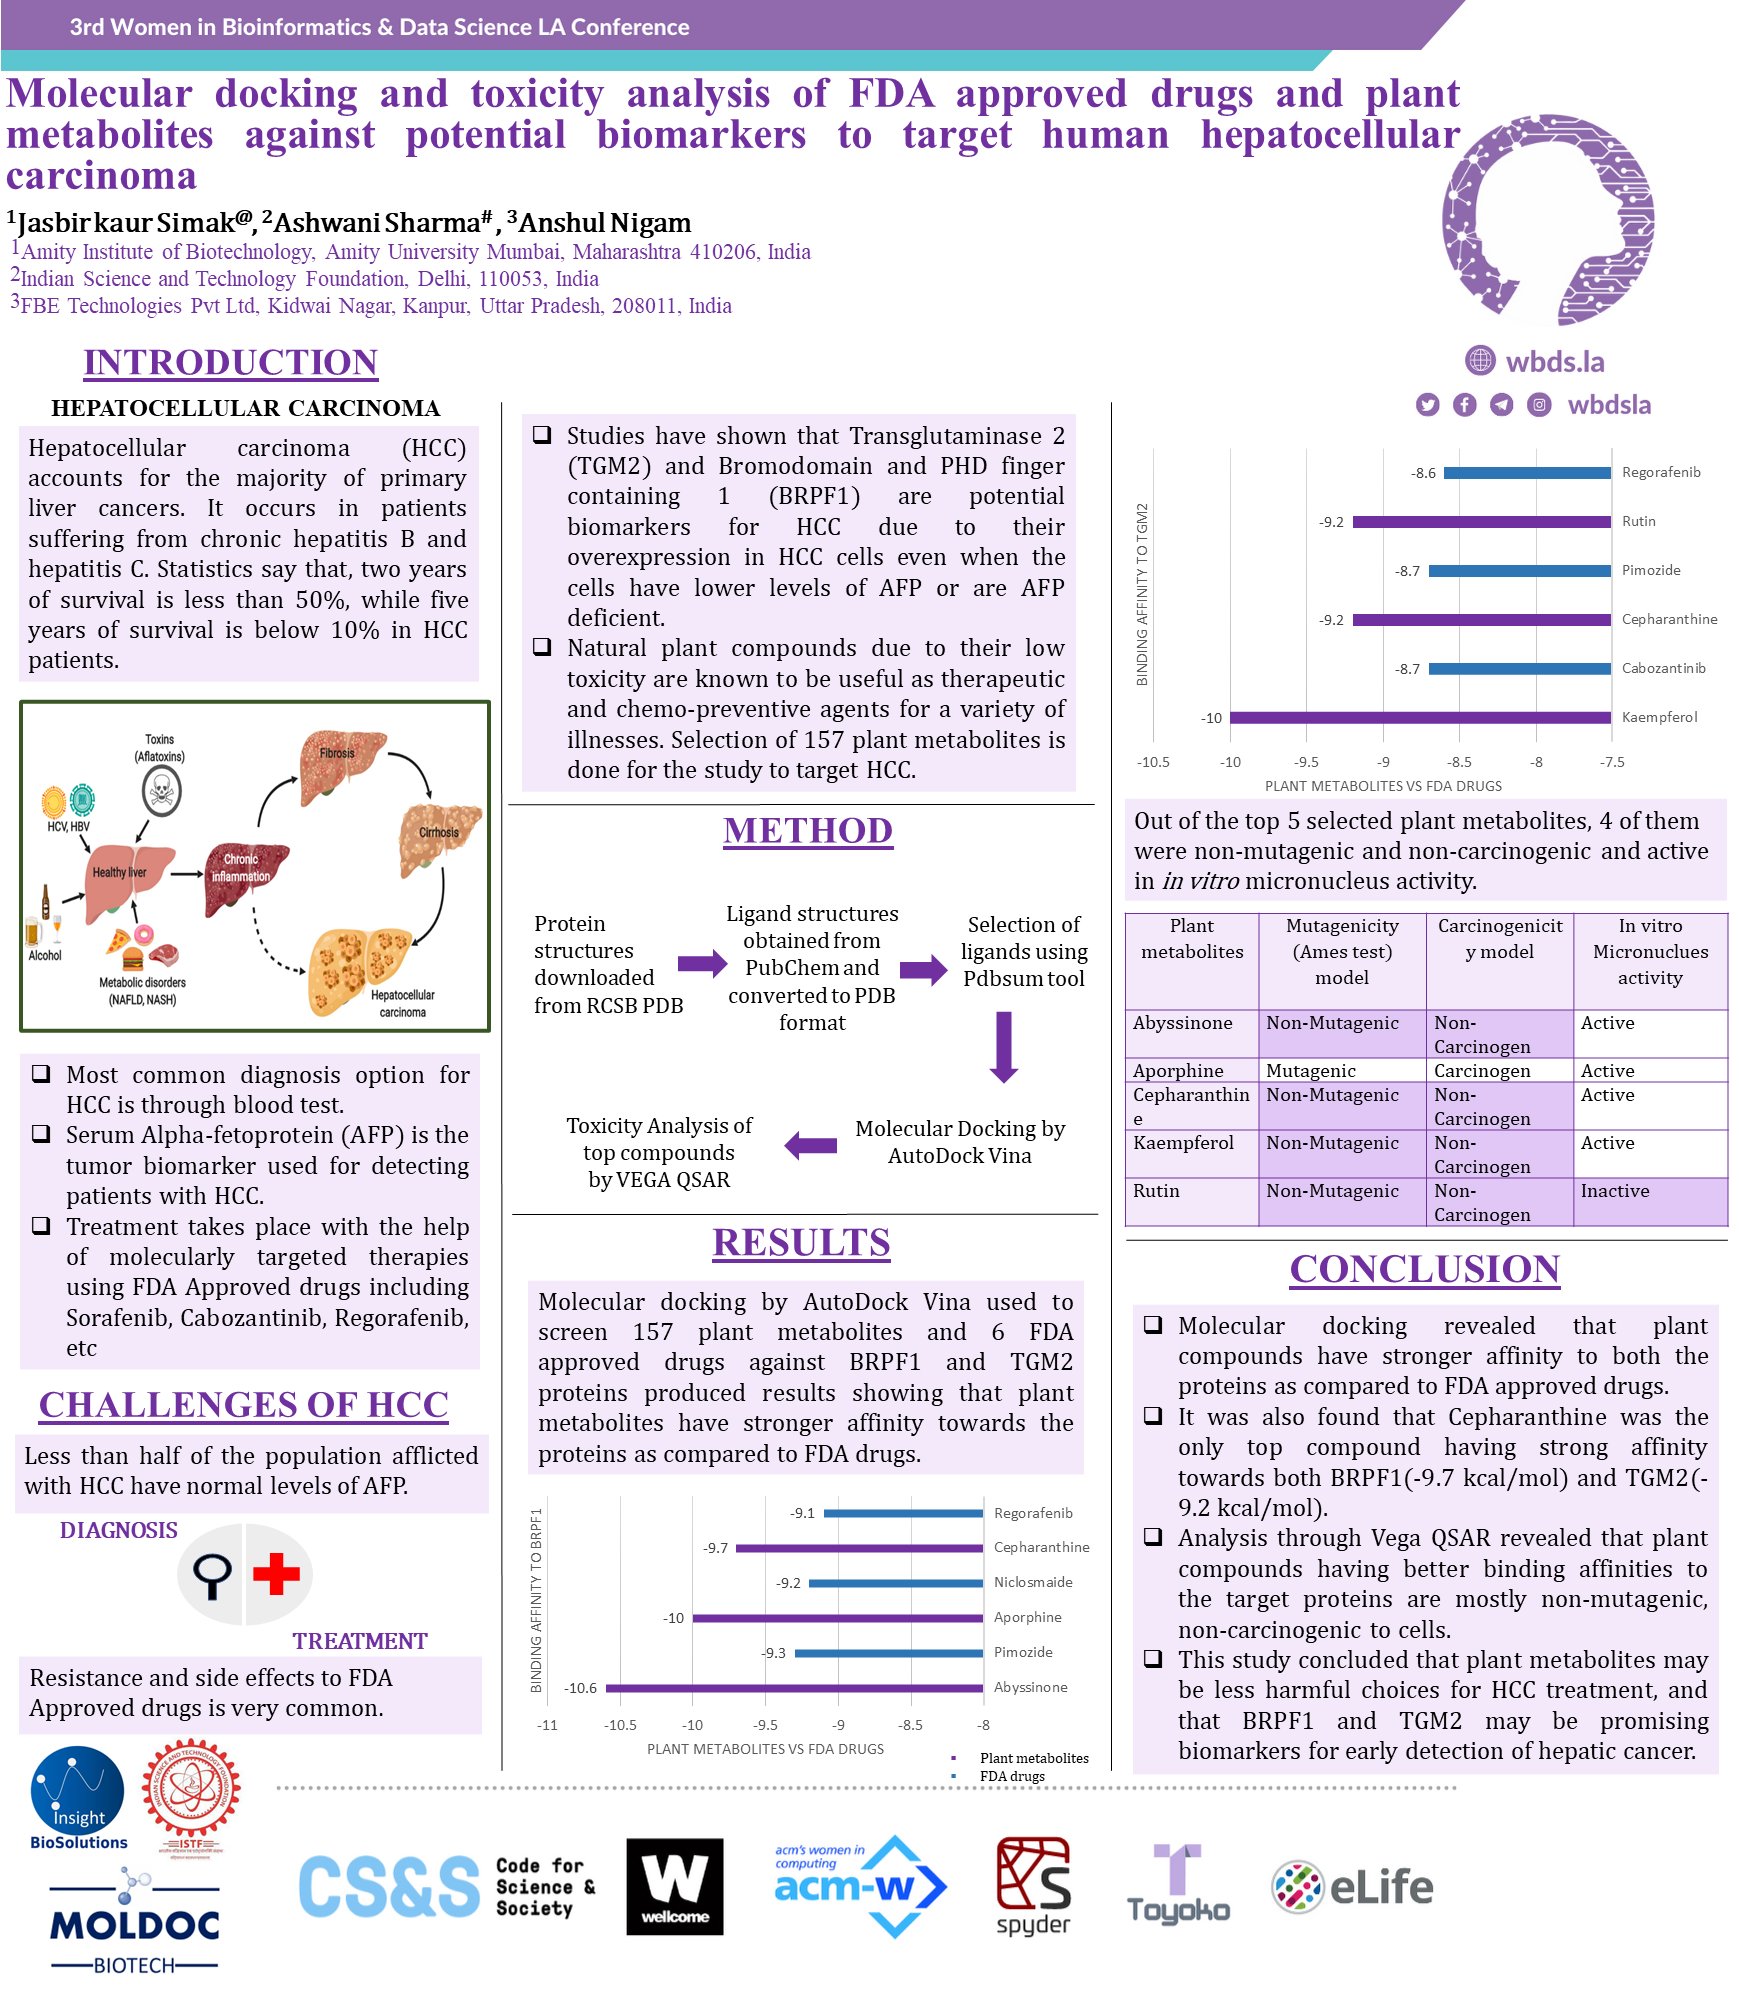 3rd Women in Bioinformatics & Data Science LA Conference
Molecular docking and toxicity analysis of FDA approved drugs and plant
metabolites against potential biomarkers to target human hepatocellular
carcinoma
1Jasbir kaur Simak@, 2Ashwani Sharma#, 3Anshul Nigam
1Amity Institute of Biotechnology, Amity University Mumbai, Maharashtra 410206, India
2Indian Science and Technology Foundation, Delhi, 110053, India
3FBE Technologies Pvt Ltd, Kidwai Nagar, Kanpur, Uttar Pradesh, 208011, India
wbds.la
wbdsla
INTRODUCTION
HEPATOCELLULAR CARCINOMA
Hepatocellular carcinoma (HCC)
accounts for the majority of primary
liver cancers. It occurs in patients
suffering from chronic hepatitis B and
hepatitis C. Statistics say that, two years
of survival is less than 50%, while five
years of survival is below 10% in HCC
patients.
Toxins
(Aflatoxins)
HCV, HBV
Healthy liver
Alcohol
Metabolic disorders
(NAFLD, NASH)
Chronic
inflammation
Fibrosis
Cirrhosis
Hepatocellular
carcinoma
Most common diagnosis option for
HCC is through blood test.
Serum Alpha-fetoprotein (AFP) is the
tumor biomarker used for detecting
patients with HCC.
Treatment takes place with the help
of molecularly targeted therapies
using FDA Approved drugs including
Sorafenib, Cabozantinib, Regorafenib,
etc
CHALLENGES OF HCC
Less than half of the population afflicted
with HCC have normal levels of AFP.
DIAGNOSIS
TREATMENT
Resistance and side effects to FDA
Approved drugs is very common.
Studies have shown that Transglutaminase 2
(TGM2) and Bromodomain and PHD finger
containing 1 (BRPF1) are potential
biomarkers for HCC due to their
overexpression in HCC cells even when the
cells have lower levels of AFP or are AFP
deficient.
Natural plant compounds due to their low
toxicity are known to be useful as therapeutic
and chemo-preventive agents for a variety of
illnesses. Selection of 157 plant metabolites is
done for the study to target HCC.
METHOD
Protein
structures
downloaded
from RCSB PDB
Ligand structures
obtained from
PubChem and
converted to PDB
format
Selection of
ligands using
Pdbsum tool
Molecular Docking by
AutoDock Vina
Toxicity Analysis of
top compounds
by VEGA QSAR
RESULTS
Molecular docking by AutoDock Vina used to
screen 157 plant metabolites and 6 FDA
approved drugs against BRPF1 and TGM2
proteins produced results showing that plant
metabolites have stronger affinity towards the
proteins as compared to FDA drugs.
BINDING AFFINITY TO BRPF1
-9.1 Regorafenib
-9.7 Cepharanthine
-9.2 Niclosmaide
-10 Aporphine
-9.3 Pimozide
-10.6 Abyssinone
-11 -10.5 -10 -9.5 -9 -8.5 -8
PLANT METABOLITES VS FDA DRUGS
Plant metabolites
FDA drugs
BINDING AFFINITY TO TGM2
-8.6 Regorafenib
-9.2 Rutin
-8.7 Pimozide
-9.2 Cepharanthine
-8.7 Cabozantinib
-10 Kaempferol
-10.5 -10 -9.5 -9 -8.5 -8 -7.5
PLANT METABOLITES VS FDA DRUGS
Out of the top 5 selected plant metabolites, 4 of them
were non-mutagenic and non-carcinogenic and active
in in vitro micronucleus activity.
Plant
metabolites
Mutagenicity
(Ames test)
model
Carcinogenicit
y model
In vitro
Micronuclues
activity
Abyssinone Non-Mutagenic Non- Active
Carcinogen
Aporphine Mutagenic Carcinogen Active
Cepharanthin Non-Mutagenic Non- Active
e Carcinogen
Kaempferol Non-Mutagenic Non- Active
Carcinogen
Rutin Non-Mutagenic Non- Inactive
Carcinogen
CONCLUSION
Molecular docking revealed that plant
compounds have stronger affinity to both the
proteins as compared to FDA approved drugs.
It was also found that Cepharanthine was the
only top compound having strong affinity
towards both BRPF1(-9.7 kcal/mol) and TGM2(-
9.2 kcal/mol).
Analysis through Vega QSAR revealed that plant
compounds having better binding affinities to
the target proteins are mostly non-mutagenic,
non-carcinogenic to cells.
This study concluded that plant metabolites may
be less harmful choices for HCC treatment, and
that BRPF1 and TGM2 may be promising
biomarkers for early detection of hepatic cancer.
Insight
BioSolutions
INDIAN SCIENCE AND TECHNOLOGY FOUNDATION
ISTF
MOLDOC
BIOTECH
CS&S
Code for
Science &
Society
W
wellcome
acm's women in
computing
acm-w
S
spyder
T
Toyoko
eLife